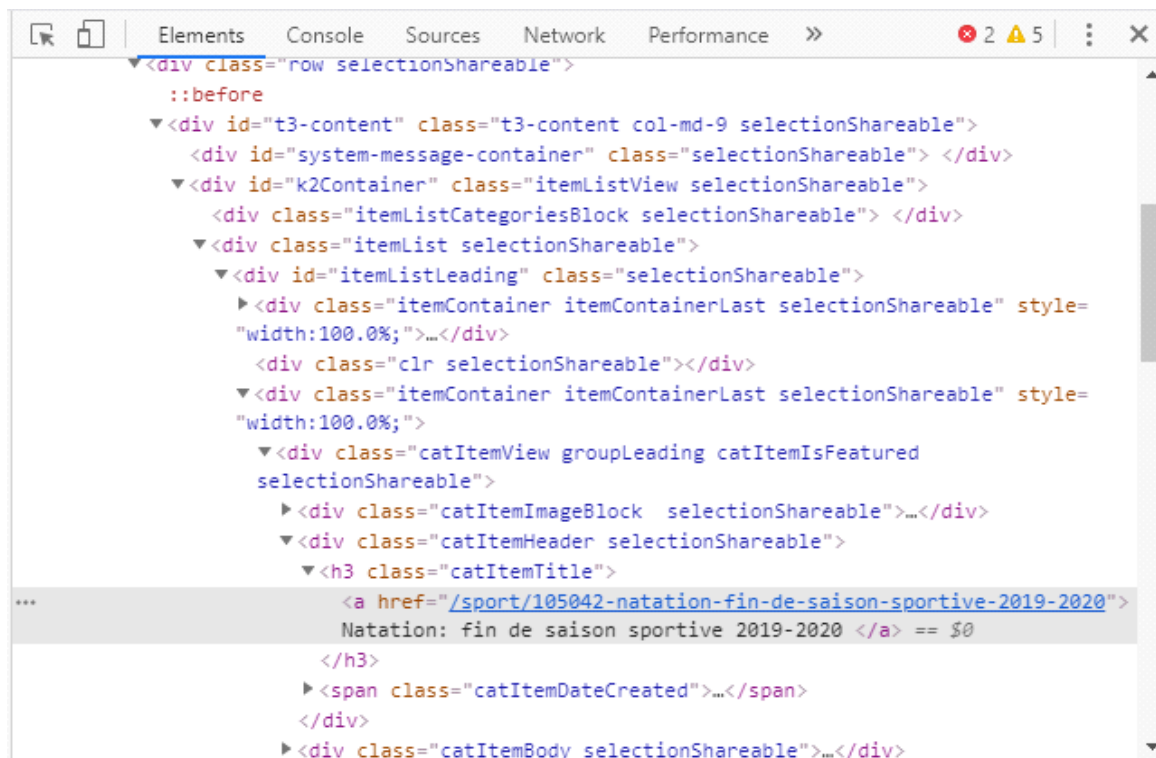 Elements Console Sources Network Performance » 2 5
▼<div class="row selectionShareable">
::before
▼<div id="t3-content" class="t3-content col-md-9 selectionShareable">
<div id="system-message-container" class="selectionShareable"> </div>
▼<div id="k2Container" class="itemListView selectionShareable">
<div class="itemListCategoriesBlock selectionShareable"> </div>
▼<div class="itemList selectionShareable">
▼<div id="itemListLeading" class="selectionShareable">
▶<div class="itemContainer itemContainerLast selectionShareable" style=
"width:100.0%;">…</div>
<div class="clr selectionShareable"></div>
▼<div class="itemContainer itemContainerLast selectionShareable" style=
"width:100.0%;">
▼<div class="catItemView groupLeading catItemIsFeatured
selectionShareable">
▶<div class="catItemImageBlock  selectionShareable">…</div>
▼<div class="catItemHeader selectionShareable">
▼<h3 class="catItemTitle">
… <a href="/sport/105042-natation-fin-de-saison-sportive-2019-2020">
Natation: fin de saison sportive 2019-2020 </a> == $0
</h3>
▶<span class="catItemDateCreated">…</span>
</div>
▶<div class="catItemBody selectionShareable">…</div>